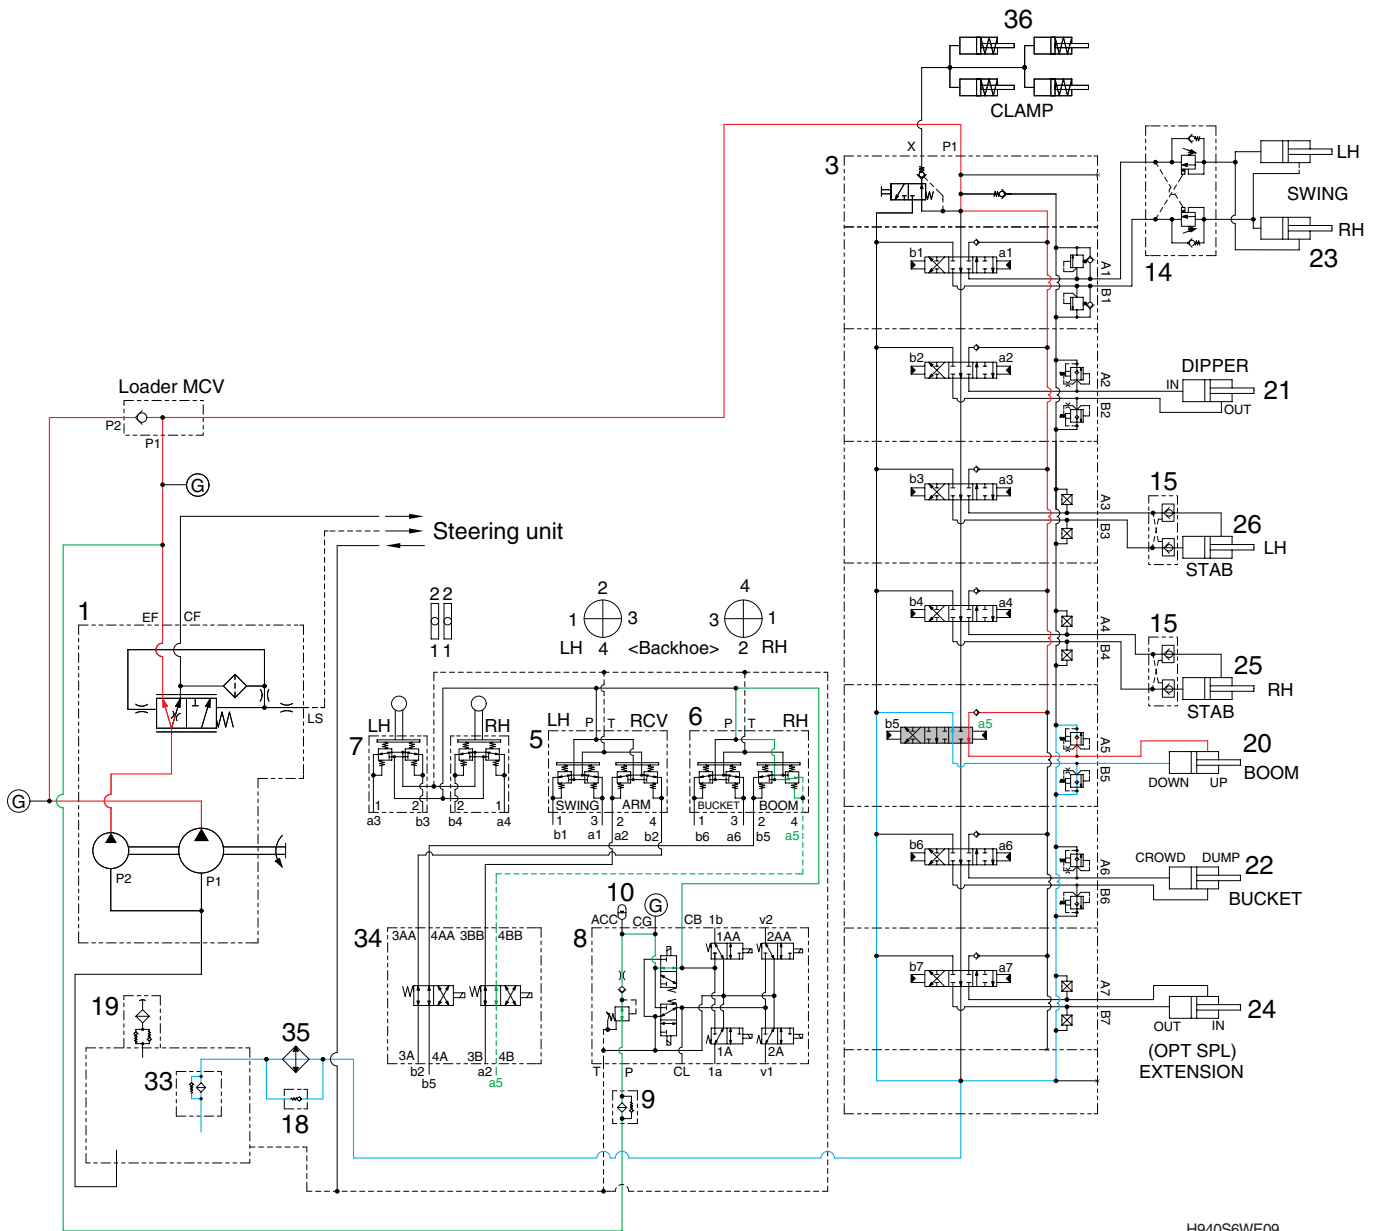 36
CLAMP
X P1
3
LH
SWING
RH
14 23
b1 a1 A1 B1
b2 a2 A2 B2
DIPPER
IN OUT 21
b3 a3 A3 B3
15
26
LH
STAB
b4 a4 A4 B4
15
25
RH
STAB
b5 a5 A5 B5
20
DOWN UP BOOM
b6 a6 A6 B6
CROWD DUMP 22
BUCKET
b7 a7 A7 B7
OUT IN 24
(OPT SPL)
EXTENSION
Loader MCV
P2 P1
G
Steering unit
1 EF CF
LS
G
P2 P1
2 2
1 1
2
1 3
LH 4 <Backhoe>
4
3 1
2 RH
7 LH RH
1 2 2 1
a3 b3 b4 a4
LH P T RCV
5
SWING ARM
1 3 2 4
b1 a1 a2 b2
6 P T RH
BUCKET BOOM
1 3 2 4
b6 a6 b5 a5
34
3AA 4AA 3BB 4BB
3A 4A 3B 4B
b2 a2
b5 a5
10
G
ACC CG CB 1b v2
8
1AA 2AA
1A 2A
T P CL 1a v1
9
19
33
35
18
H940S6WE09